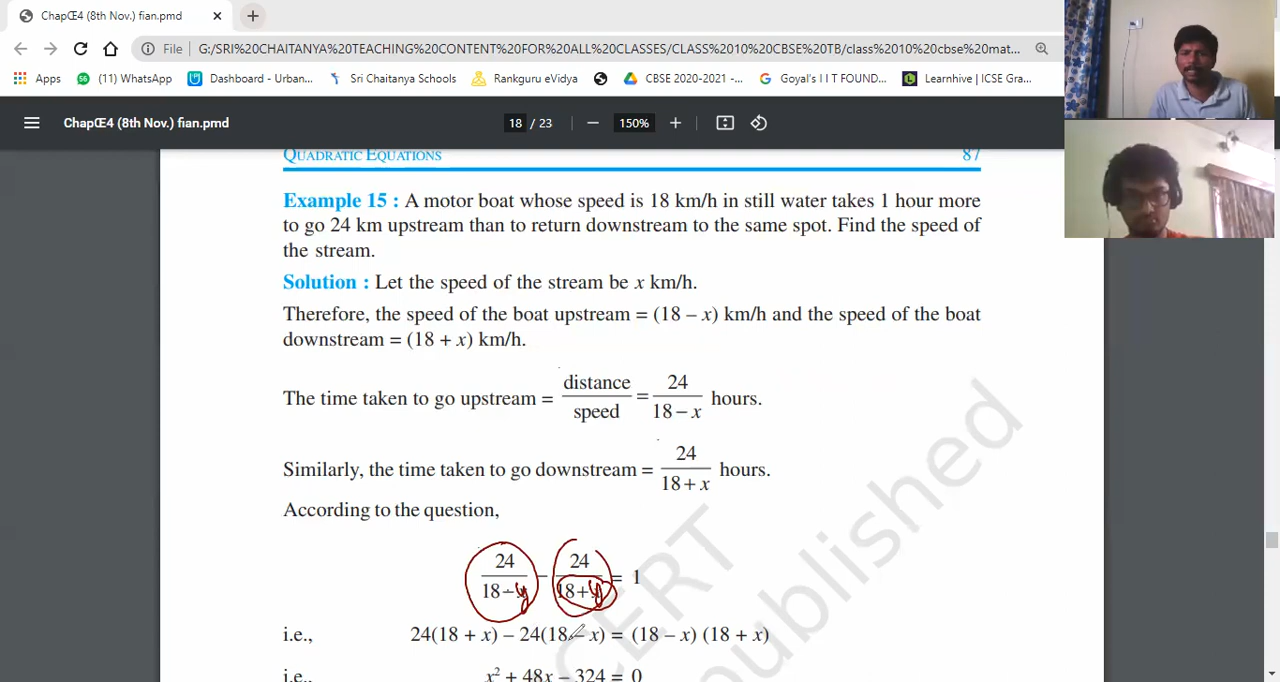 ChapŒ4 (8th Nov.) fian.pmd
File G:/SRI%20CHAITANYA%20TEACHING%20CONTENT%20FOR%20ALL%20CLASSES/CLASS%2010%20CBSE%20TB/class%2010%20cbse%20mat...
Apps (11) WhatsApp Dashboard - Urban... Sri Chaitanya Schools Rankguru eVidya CBSE 2020-2021 -... Goyal's I I T FOUND... Learnhive | ICSE Gra...
ChapŒ4 (8th Nov.) fian.pmd 18 / 23 150%
QUADRATIC EQUATIONS 87
Example 15 : A motor boat whose speed is 18 km/h in still water takes 1 hour more
to go 24 km upstream than to return downstream to the same spot. Find the speed of
the stream.
Solution : Let the speed of the stream be x km/h.
Therefore, the speed of the boat upstream = (18 – x) km/h and the speed of the boat
downstream = (18 + x) km/h.
The time taken to go upstream = distance/speed = 24/(18 – x) hours.
Similarly, the time taken to go downstream = 24/(18 + x) hours.
According to the question,
24/(18 – y) – 24/(18 + y) = 1
i.e., 24(18 + x) – 24(18 – x) = (18 – x) (18 + x)
i.e., x² + 48x – 324 = 0
published